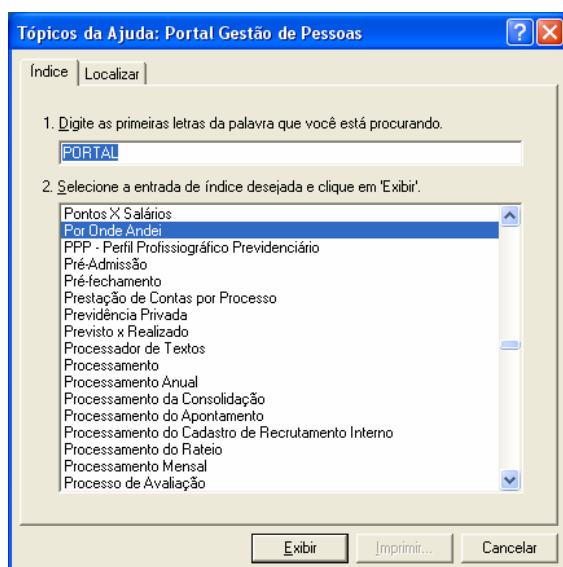 Tópicos da Ajuda: Portal Gestão de Pessoas
Índice
Localizar
1. Digite as primeiras letras da palavra que você está procurando.
PORTAL
2. Selecione a entrada de índice desejada e clique em 'Exibir'.
Pontos X Salários
Por Onde Andei
PPP - Perfil Profissiográfico Previdenciário
Pré-Admissão
Pré-fechamento
Prestação de Contas por Processo
Previdência Privada
Previsto x Realizado
Processador de Textos
Processamento
Processamento Anual
Processamento da Consolidação
Processamento do Apontamento
Processamento do Cadastro de Recrutamento Interno
Processamento do Rateio
Processamento Mensal
Processo de Avaliação
Exibir
Imprimir...
Cancelar